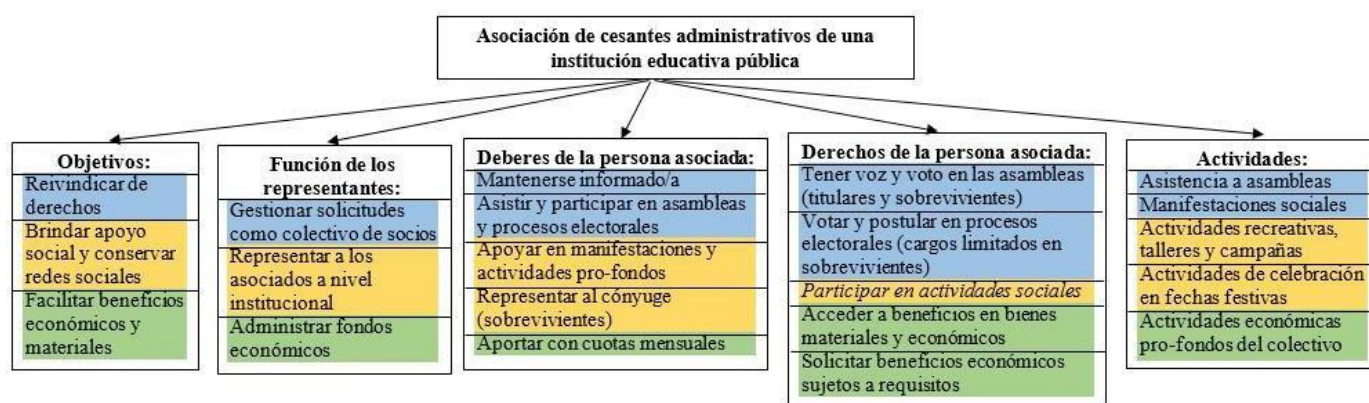 Asociación de cesantes administrativos de una
institución educativa pública
Objetivos:
Reivindicar de
derechos
Brindar apoyo
social y conservar
redes sociales
Facilitar beneficios
económicos y
materiales
Función de los
representantes:
Gestionar solicitudes
como colectivo de socios
Representar a los
asociados a nivel
institucional
Administrar fondos
económicos
Deberes de la persona asociada:
Mantenerse informado/a
Asistir y participar en asambleas
y procesos electorales
Apoyar en manifestaciones y
actividades pro-fondos
Representar al cónyuge
(sobrevivientes)
Aportar con cuotas mensuales
Derechos de la persona asociada:
Tener voz y voto en las asambleas
(titulares y sobrevivientes)
Votar y postular en procesos
electorales (cargos limitados en
sobrevivientes)
Participar en actividades sociales
Acceder a beneficios en bienes
materiales y económicos
Solicitar beneficios económicos
sujetos a requisitos
Actividades:
Asistencia a asambleas
Manifestaciones sociales
Actividades recreativas,
talleres y campañas
Actividades de celebración
en fechas festivas
Actividades económicas
pro-fondos del colectivo